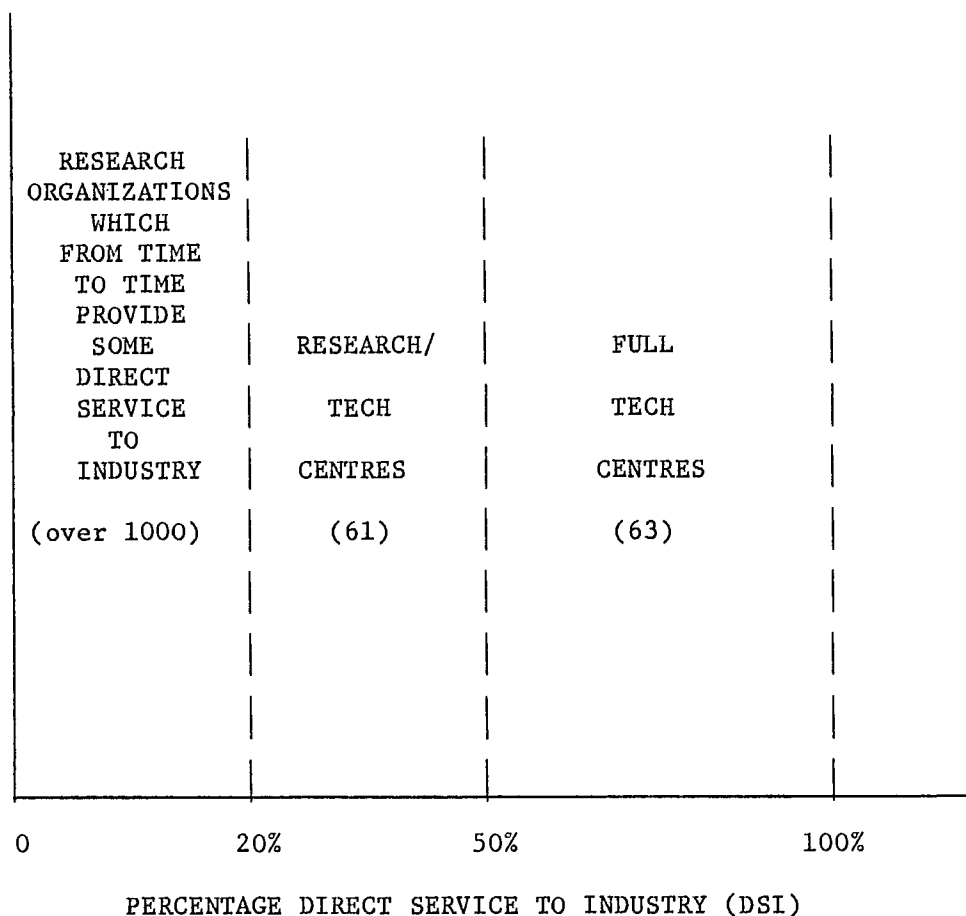 RESEARCH
ORGANIZATIONS
WHICH
FROM TIME
TO TIME
PROVIDE
SOME
DIRECT
SERVICE
TO
INDUSTRY
(over 1000)
RESEARCH/
TECH
CENTRES
(61)
FULL
TECH
CENTRES
(63)
0 20% 50% 100%
PERCENTAGE DIRECT SERVICE TO INDUSTRY (DSI)